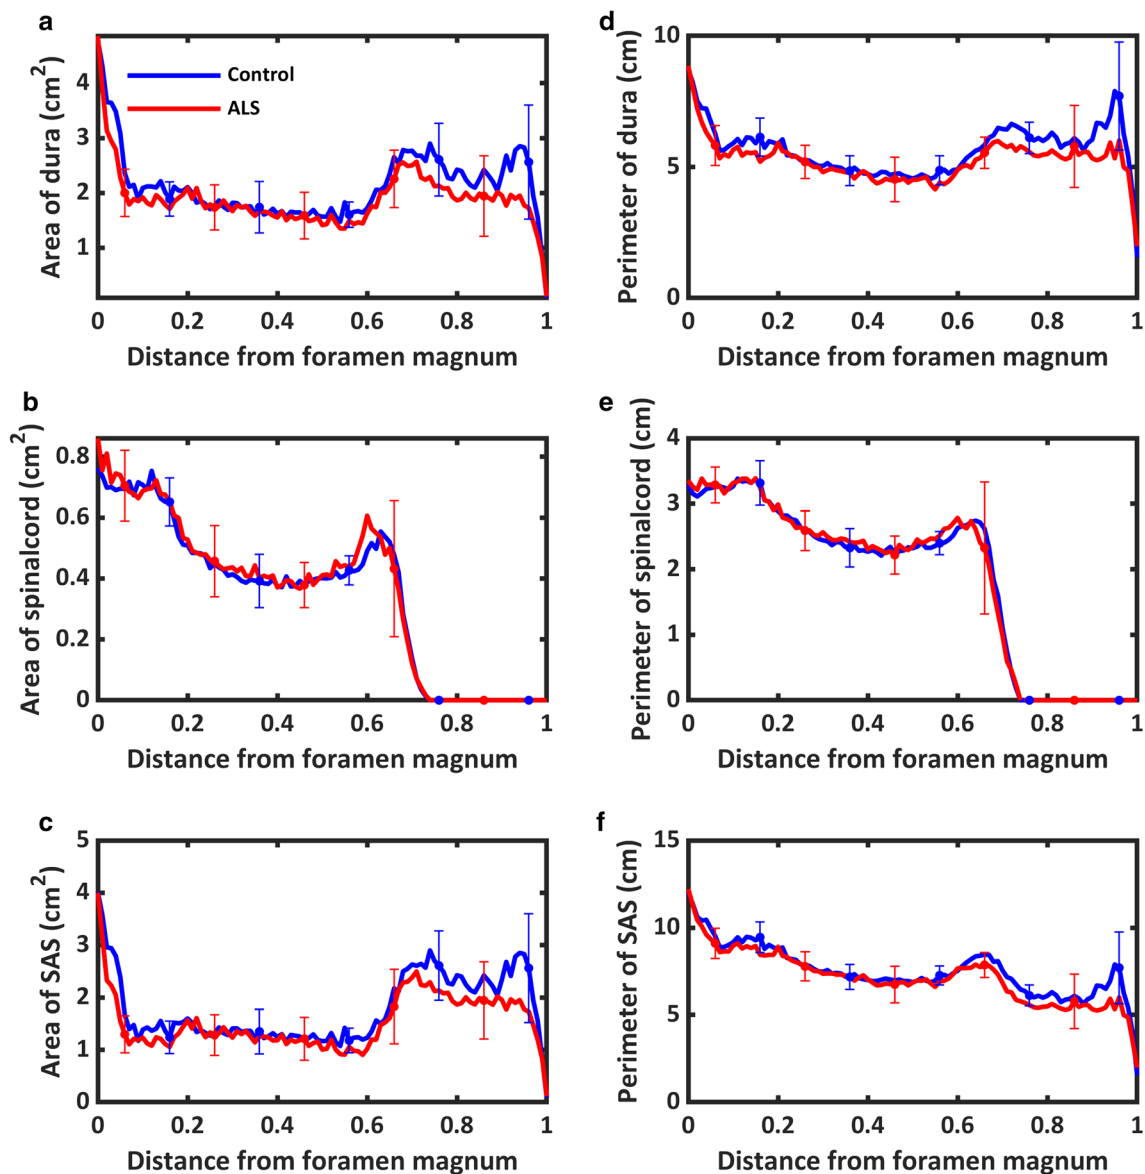 a
Area of dura (cm2)
4
3
2
1
Control
ALS
0 0.2 0.4 0.6 0.8 1
Distance from foramen magnum
d
Perimeter of dura (cm)
10
5
0
0 0.2 0.4 0.6 0.8 1
Distance from foramen magnum
b
Area of spinalcord (cm2)
0.8
0.6
0.4
0.2
0
0 0.2 0.4 0.6 0.8 1
Distance from foramen magnum
e
Perimeter of spinalcord (cm)
4
3
2
1
0
0 0.2 0.4 0.6 0.8 1
Distance from foramen magnum
c
Area of SAS (cm2)
5
4
3
2
1
0
0 0.2 0.4 0.6 0.8 1
Distance from foramen magnum
f
Perimeter of SAS (cm)
15
10
5
0
0 0.2 0.4 0.6 0.8 1
Distance from foramen magnum